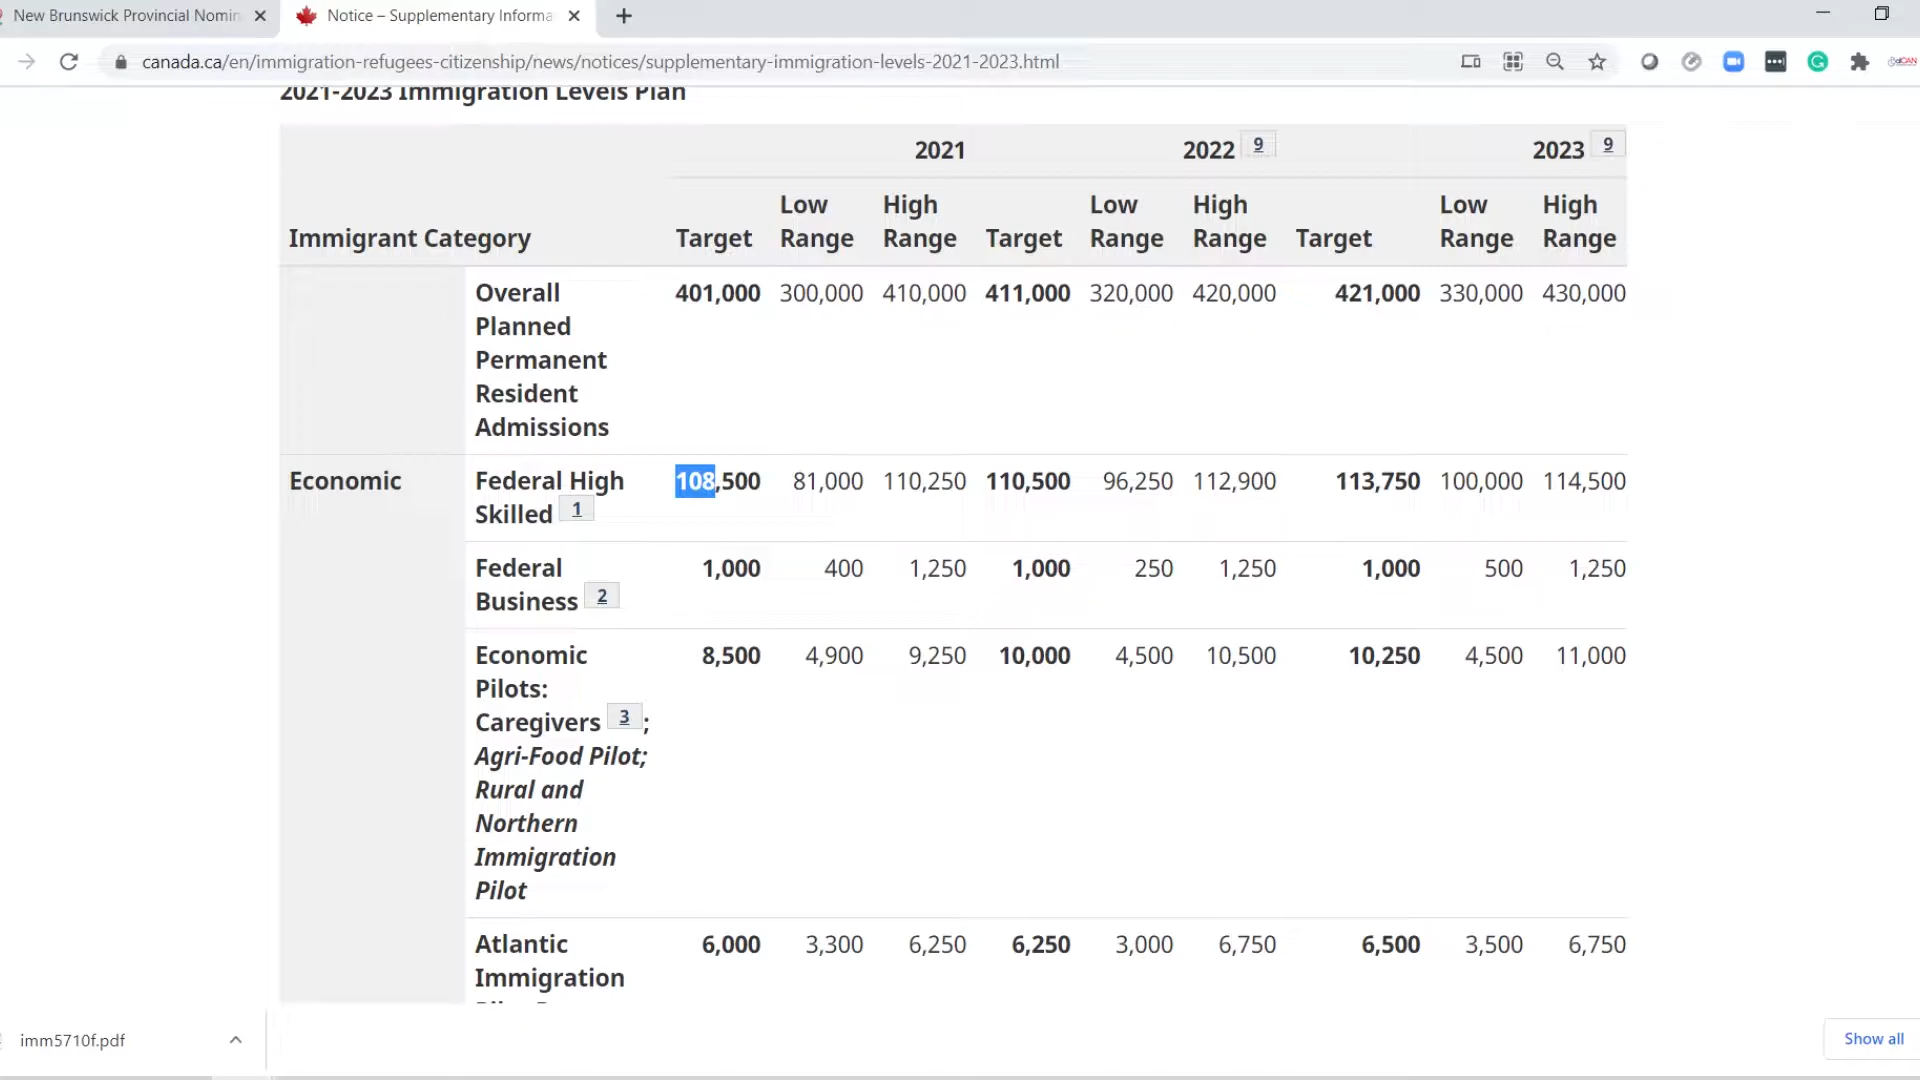 New Brunswick Provincial Nomin
Notice – Supplementary Informa
canada.ca/en/immigration-refugees-citizenship/news/notices/supplementary-immigration-levels-2021-2023.html
2021-2023 Immigration Levels Plan
2021 2022 9 2023 9
Low High Low High Low High
Immigrant Category Target Range Range Target Range Range Target Range Range
Overall 401,000 300,000 410,000 411,000 320,000 420,000 421,000 330,000 430,000
Planned
Permanent
Resident
Admissions
Economic Federal High 108,500 81,000 110,250 110,500 96,250 112,900 113,750 100,000 114,500
Skilled 1
Federal 1,000 400 1,250 1,000 250 1,250 1,000 500 1,250
Business 2
Economic 8,500 4,900 9,250 10,000 4,500 10,500 10,250 4,500 11,000
Pilots:
Caregivers 3 ;
Agri-Food Pilot;
Rural and
Northern
Immigration
Pilot
Atlantic 6,000 3,300 6,250 6,250 3,000 6,750 6,500 3,500 6,750
Immigration
imm5710f.pdf
Show all